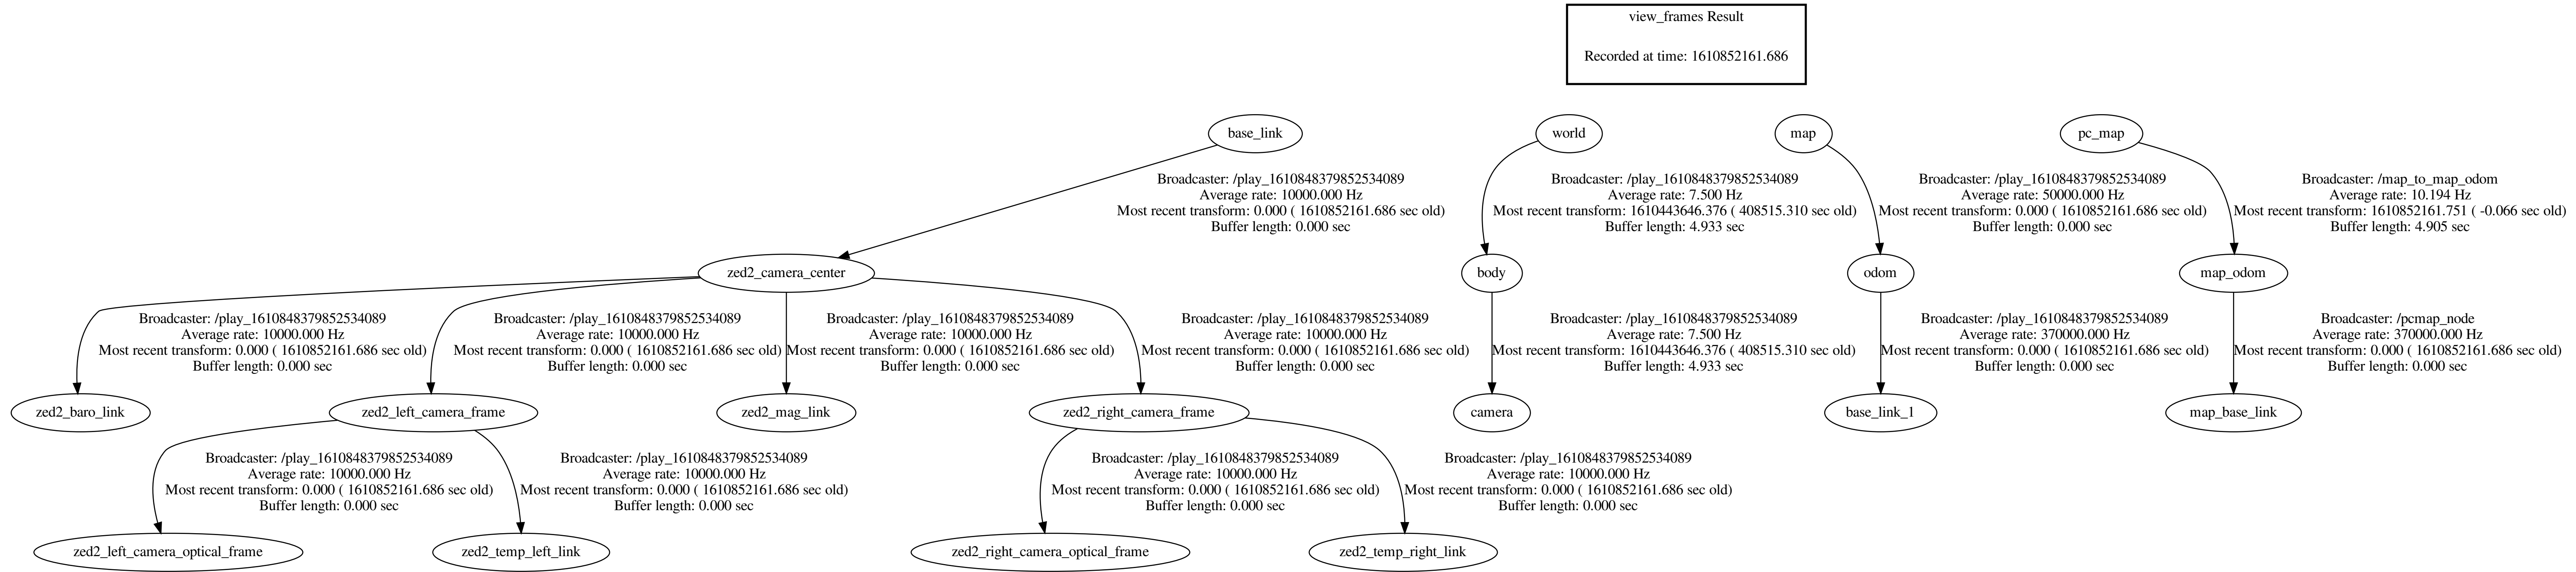 view_frames Result
Recorded at time: 1610852161.686
base_link
world
map
pc_map
Broadcaster: /play_1610848379852534089
Average rate: 10000.000 Hz
Most recent transform: 0.000 ( 1610852161.686 sec old)
Buffer length: 0.000 sec
Broadcaster: /play_1610848379852534089
Average rate: 7.500 Hz
Most recent transform: 1610443646.376 ( 408515.310 sec old)
Buffer length: 4.933 sec
Broadcaster: /play_1610848379852534089
Average rate: 50000.000 Hz
Most recent transform: 0.000 ( 1610852161.686 sec old)
Buffer length: 0.000 sec
Broadcaster: /map_to_map_odom
Average rate: 10.194 Hz
Most recent transform: 1610852161.751 ( -0.066 sec old)
Buffer length: 4.905 sec
zed2_camera_center
body
odom
map_odom
Broadcaster: /play_1610848379852534089
Average rate: 10000.000 Hz
Most recent transform: 0.000 ( 1610852161.686 sec old)
Buffer length: 0.000 sec
Broadcaster: /play_1610848379852534089
Average rate: 10000.000 Hz
Most recent transform: 0.000 ( 1610852161.686 sec old)
Buffer length: 0.000 sec
Broadcaster: /play_1610848379852534089
Average rate: 10000.000 Hz
Most recent transform: 0.000 ( 1610852161.686 sec old)
Buffer length: 0.000 sec
Broadcaster: /play_1610848379852534089
Average rate: 10000.000 Hz
Most recent transform: 0.000 ( 1610852161.686 sec old)
Buffer length: 0.000 sec
Broadcaster: /play_1610848379852534089
Average rate: 7.500 Hz
Most recent transform: 1610443646.376 ( 408515.310 sec old)
Buffer length: 4.933 sec
Broadcaster: /play_1610848379852534089
Average rate: 370000.000 Hz
Most recent transform: 0.000 ( 1610852161.686 sec old)
Buffer length: 0.000 sec
Broadcaster: /pcmap_node
Average rate: 370000.000 Hz
Most recent transform: 0.000 ( 1610852161.686 sec old)
Buffer length: 0.000 sec
zed2_baro_link
zed2_left_camera_frame
zed2_mag_link
zed2_right_camera_frame
camera
base_link_1
map_base_link
Broadcaster: /play_1610848379852534089
Average rate: 10000.000 Hz
Most recent transform: 0.000 ( 1610852161.686 sec old)
Buffer length: 0.000 sec
Broadcaster: /play_1610848379852534089
Average rate: 10000.000 Hz
Most recent transform: 0.000 ( 1610852161.686 sec old)
Buffer length: 0.000 sec
Broadcaster: /play_1610848379852534089
Average rate: 10000.000 Hz
Most recent transform: 0.000 ( 1610852161.686 sec old)
Buffer length: 0.000 sec
Broadcaster: /play_1610848379852534089
Average rate: 10000.000 Hz
Most recent transform: 0.000 ( 1610852161.686 sec old)
Buffer length: 0.000 sec
zed2_left_camera_optical_frame
zed2_temp_left_link
zed2_right_camera_optical_frame
zed2_temp_right_link